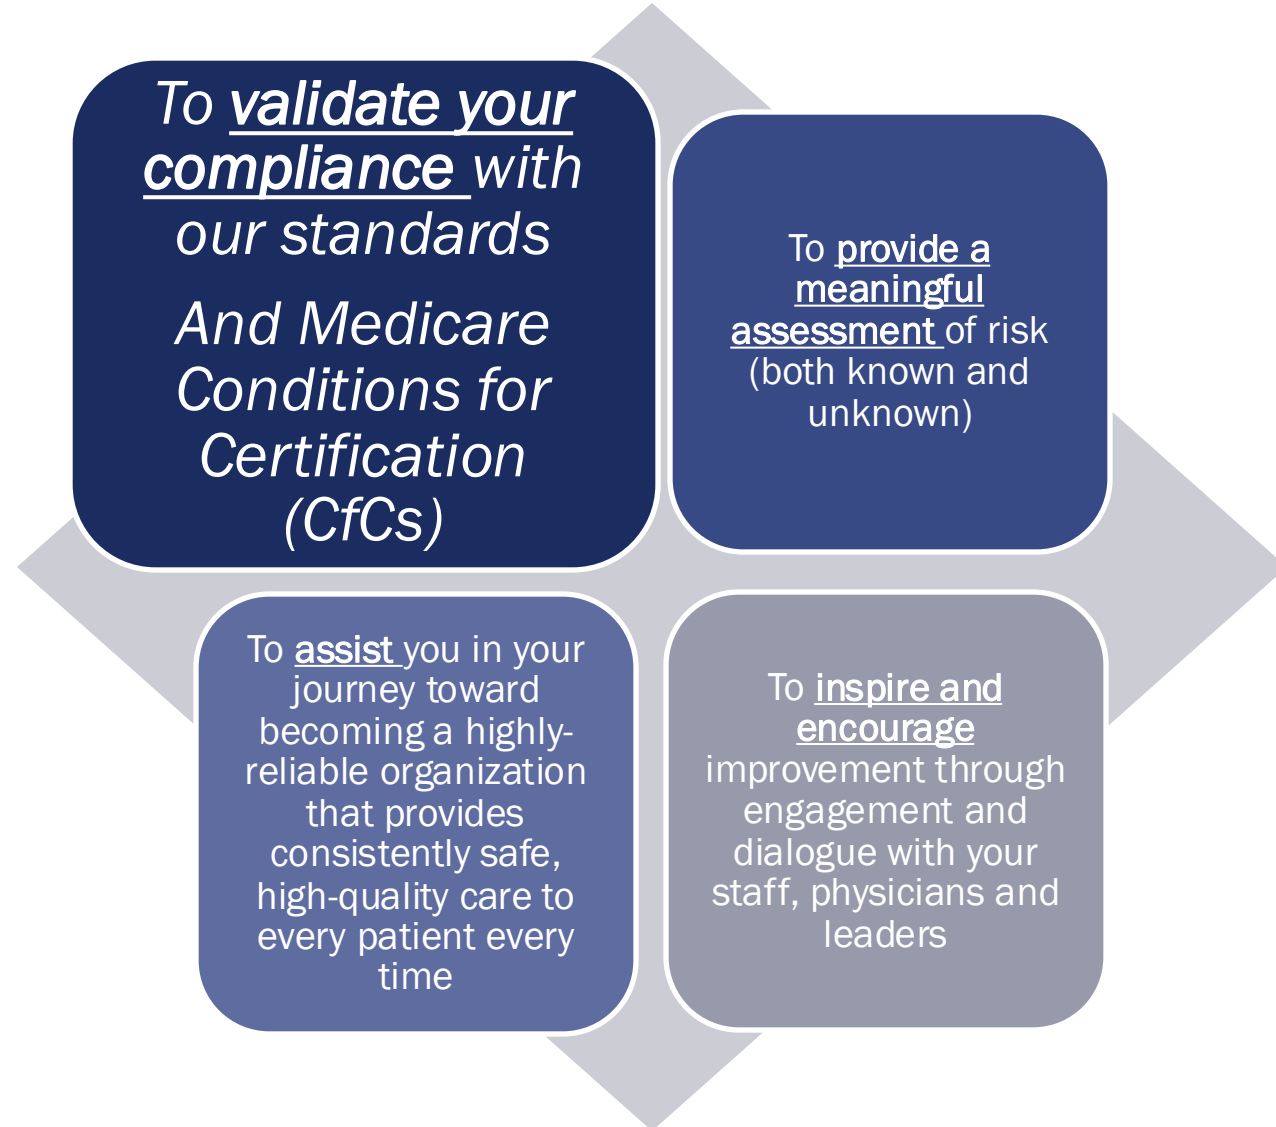 To validate your
compliance with
our standards
And Medicare
Conditions for
Certification
(CfCs)
To provide a
meaningful
assessment of risk
(both known and
unknown)
To assist you in your
journey toward
becoming a highly-
reliable organization
that provides
consistently safe,
high-quality care to
every patient every
time
To inspire and
encourage
improvement through
engagement and
dialogue with your
staff, physicians and
leaders